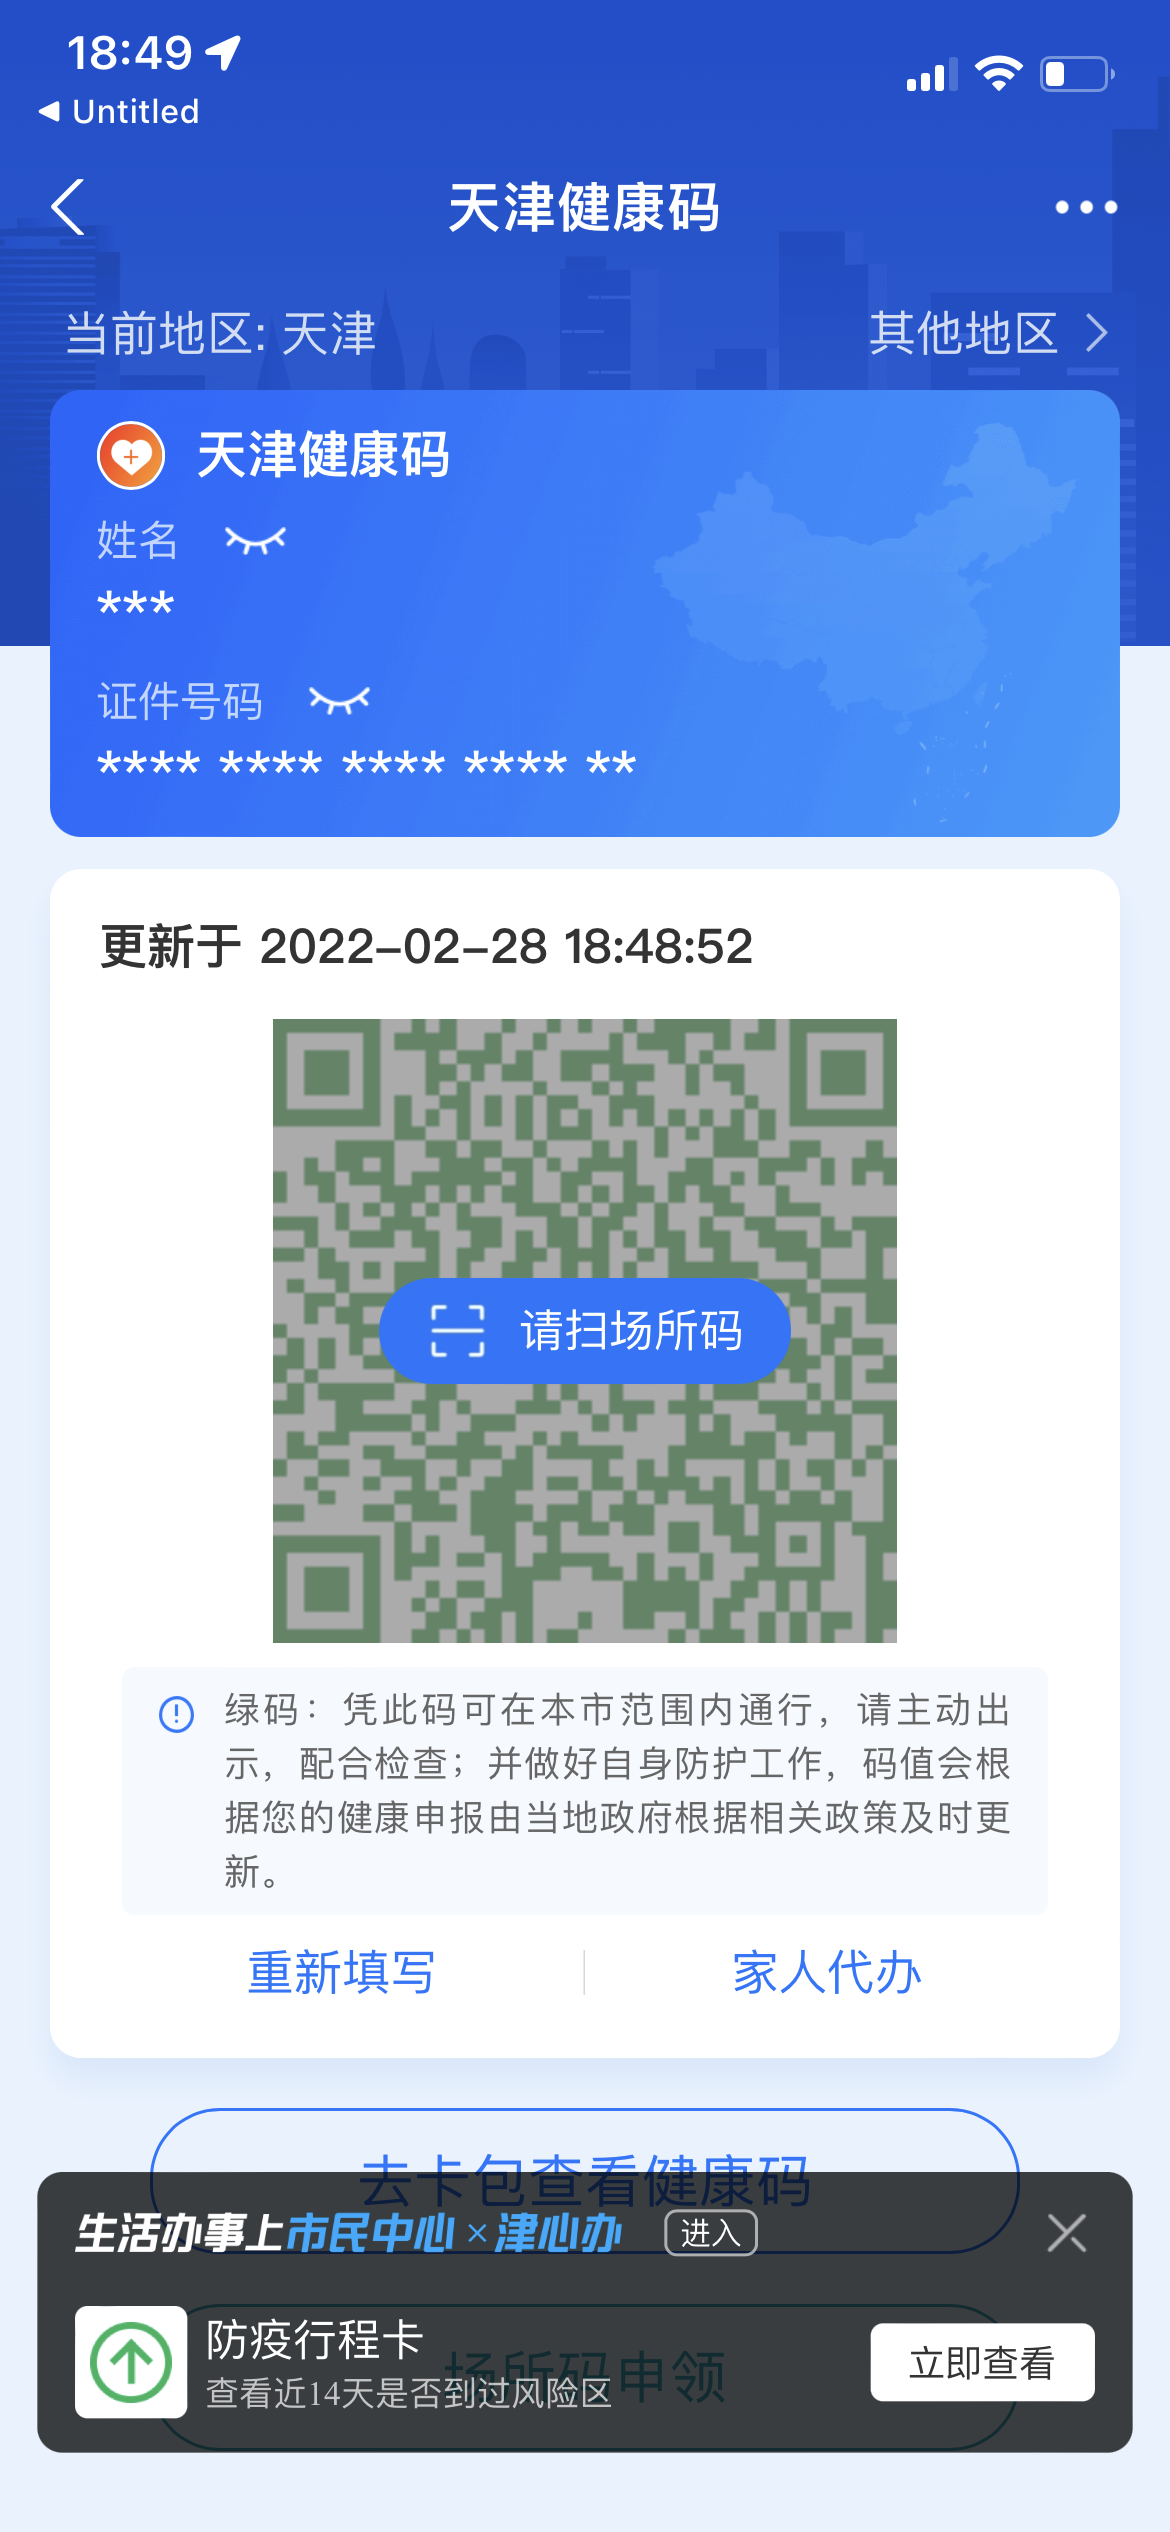 18:49
Untitled
天津健康码
当前地区: 天津
其他地区
天津健康码
姓名
***
证件号码
**** **** **** **** **
更新于 2022-02-28 18:48:52
请扫场所码
绿码：凭此码可在本市范围内通行，请主动出
示，配合检查；并做好自身防护工作，码值会根
据您的健康申报由当地政府根据相关政策及时更
新。
重新填写
家人代办
去卡包查看健康码
生活办事上市民中心×津心办
进入
防疫行程卡
查看近14天是否到过风险区
立即查看
场所码申领